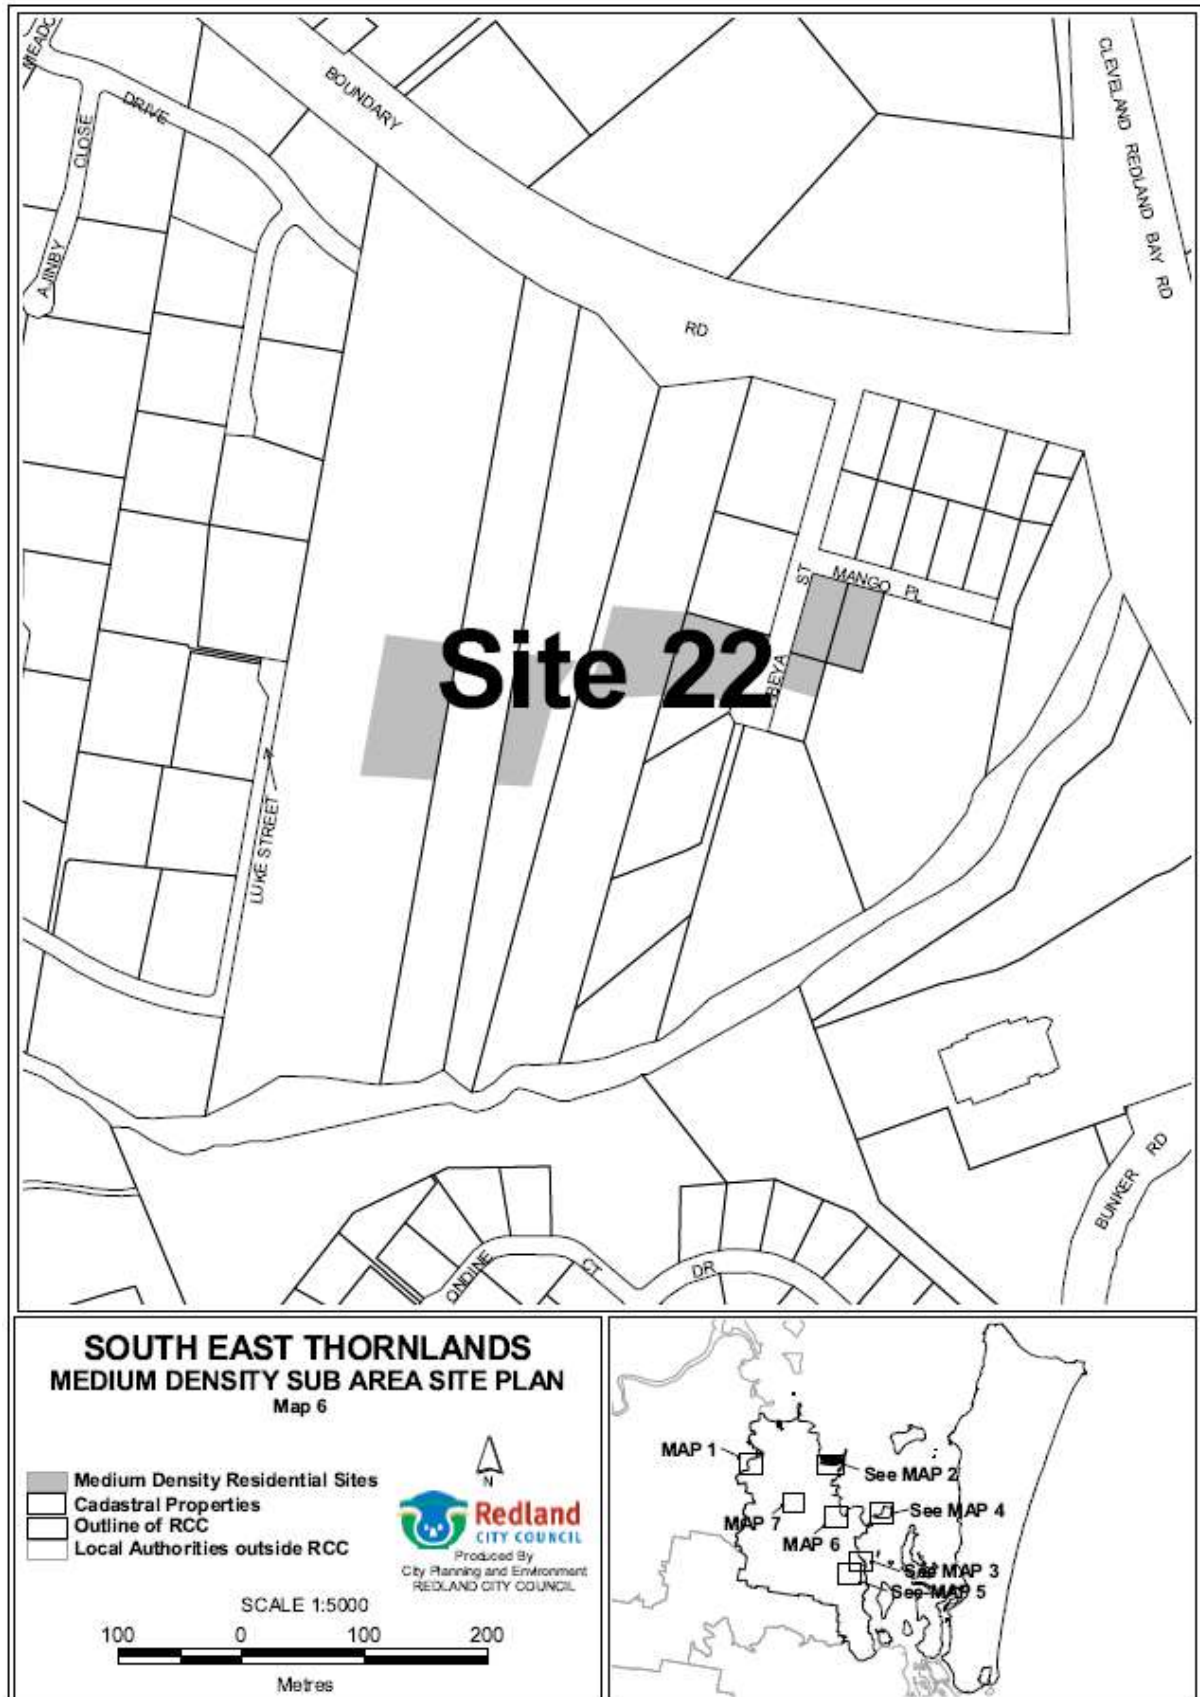 MEADO
DRIVE
CLOSE
AJINBY
BOUNDARY
RD
CLEVELAND REDLAND BAY RD
ST
MANGO PL
BEYA
Site 22
LUKE STREET
BUNKER RD
ONDINE
CT
DR
SOUTH EAST THORNLANDS
MEDIUM DENSITY SUB AREA SITE PLAN
Map 6
Medium Density Residential Sites
Cadastral Properties
Outline of RCC
Local Authorities outside RCC
N
Redland
CITY COUNCIL
Produced By
City Planning and Environment
REDLAND CITY COUNCIL
SCALE 1:5000
100 0 100 200
Metres
MAP 1
See MAP 2
See MAP 4
MAP 7
MAP 6
See MAP 3
See MAP 5